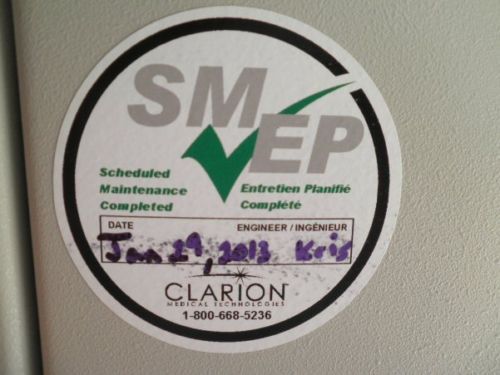 SM
EP
Scheduled
Maintenance
Completed
Entretien Planifié
Complété
DATE ENGINEER / INGÉNIEUR
Jan 29, 2013 Kris
CLARION
MEDICAL TECHNOLOGIES
1-800-668-5236